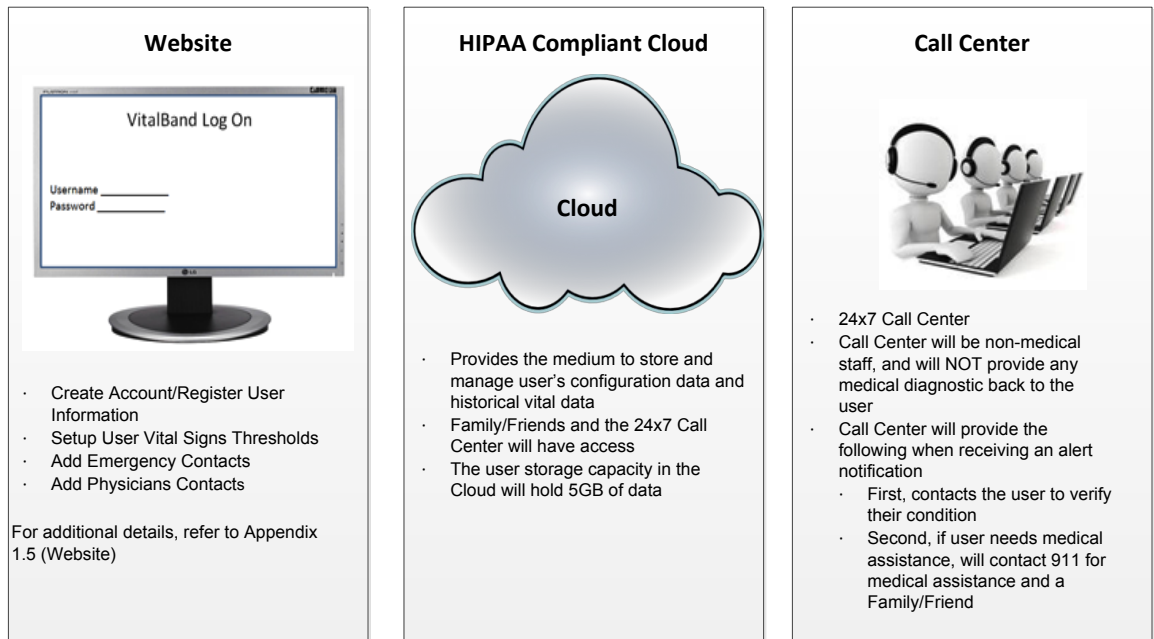 Website
VitalBand Log On
Username
Password
LG
· Create Account/Register User
Information
· Setup User Vital Signs Thresholds
· Add Emergency Contacts
· Add Physicians Contacts
For additional details, refer to Appendix
1.5 (Website)
HIPAA Compliant Cloud
Cloud
· Provides the medium to store and
manage user's configuration data and
historical vital data
· Family/Friends and the 24x7 Call
Center will have access
· The user storage capacity in the
Cloud will hold 5GB of data
Call Center
· 24x7 Call Center
· Call Center will be non-medical
staff, and will NOT provide any
medical diagnostic back to the
user
· Call Center will provide the
following when receiving an alert
notification
· First, contacts the user to verify
their condition
· Second, if user needs medical
assistance, will contact 911 for
medical assistance and a
Family/Friend